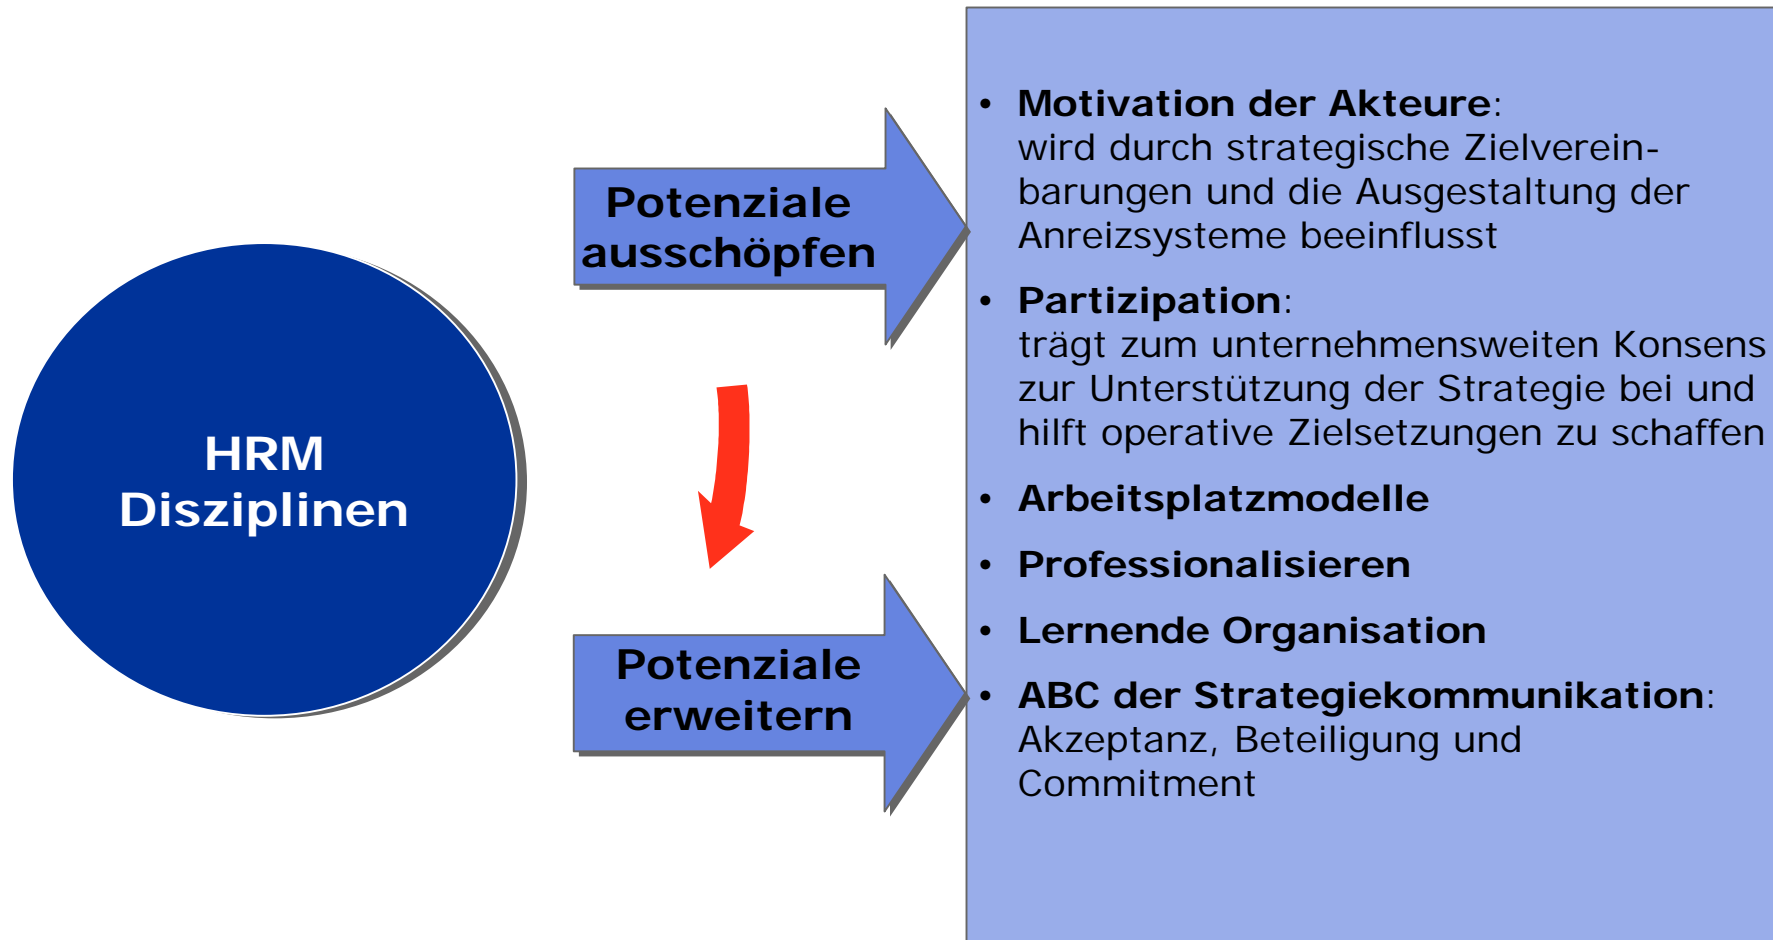 HRM
Disziplinen
Potenziale
ausschöpfen
Potenziale
erweitern
• Motivation der Akteure:
wird durch strategische Zielverein-
barungen und die Ausgestaltung der
Anreizsysteme beeinflusst
• Partizipation:
trägt zum unternehmensweiten Konsens
zur Unterstützung der Strategie bei und
hilft operative Zielsetzungen zu schaffen
• Arbeitsplatzmodelle
• Professionalisieren
• Lernende Organisation
• ABC der Strategiekommunikation:
Akzeptanz, Beteiligung und
Commitment